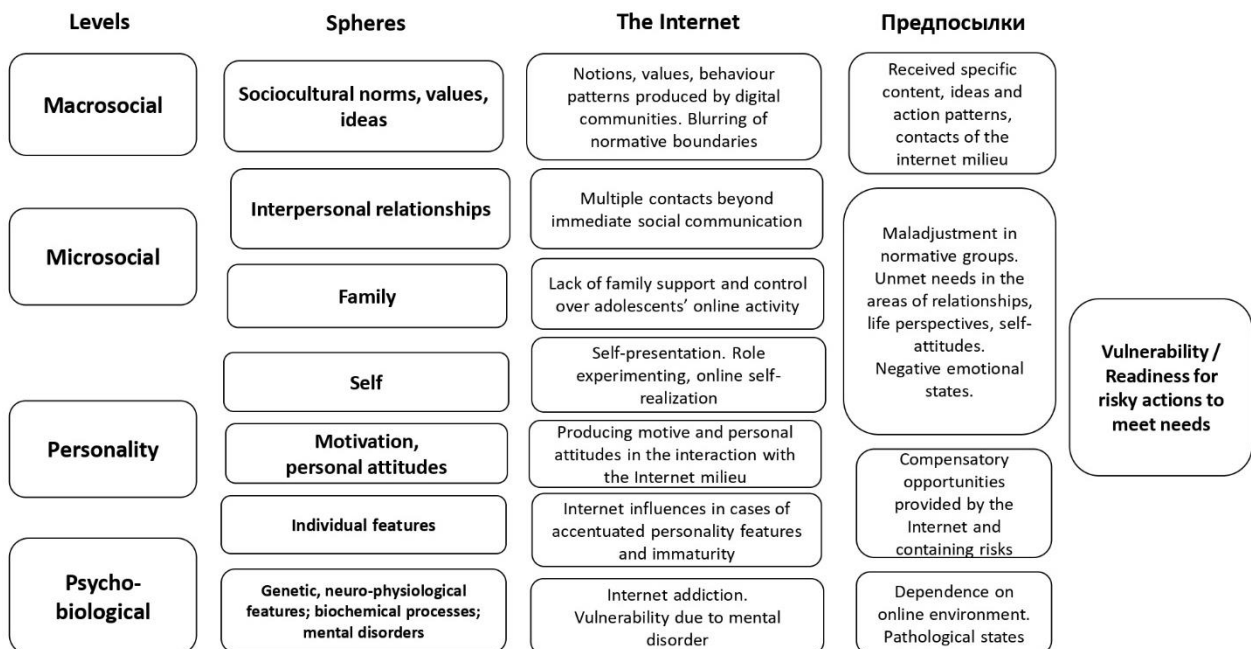 Levels
Spheres
The Internet
Предпосылки
Macrosocial
Sociocultural norms, values,
ideas
Notions, values, behaviour
patterns produced by digital
communities. Blurring of
normative boundaries
Received specific
content, ideas and
action patterns,
contacts of the
internet milieu
Microsocial
Interpersonal relationships
Multiple contacts beyond
immediate social communication
Family
Lack of family support and control
over adolescents’ online activity
Maladjustment in
normative groups.
Unmet needs in the
areas of relationships,
life perspectives, self-
attitudes.
Negative emotional
states.
Vulnerability /
Readiness for
risky actions to
meet needs
Personality
Self
Self-presentation. Role
experimenting, online self-
realization
Motivation,
personal attitudes
Producing motive and personal
attitudes in the interaction with
the Internet milieu
Individual features
Internet influences in cases of
accentuated personality features
and immaturity
Compensatory
opportunities
provided by the
Internet and
containing risks
Psycho-
biological
Genetic, neuro-physiological
features; biochemical processes;
mental disorders
Internet addiction.
Vulnerability due to mental
disorder
Dependence on
online environment.
Pathological states